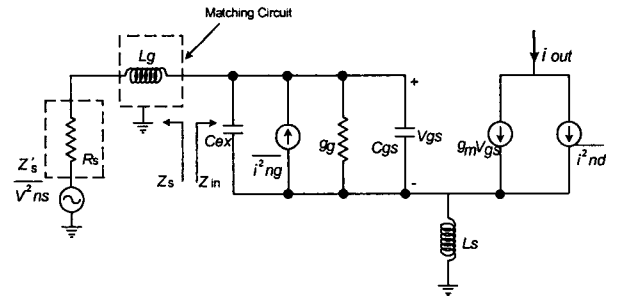 Matching Circuit
Lg
i out
Rs
Z's
V²ns
Zs
Zin
Cex
i²ng
gg
Cgs
+
Vgs
-
gmVgs
i²nd
Ls